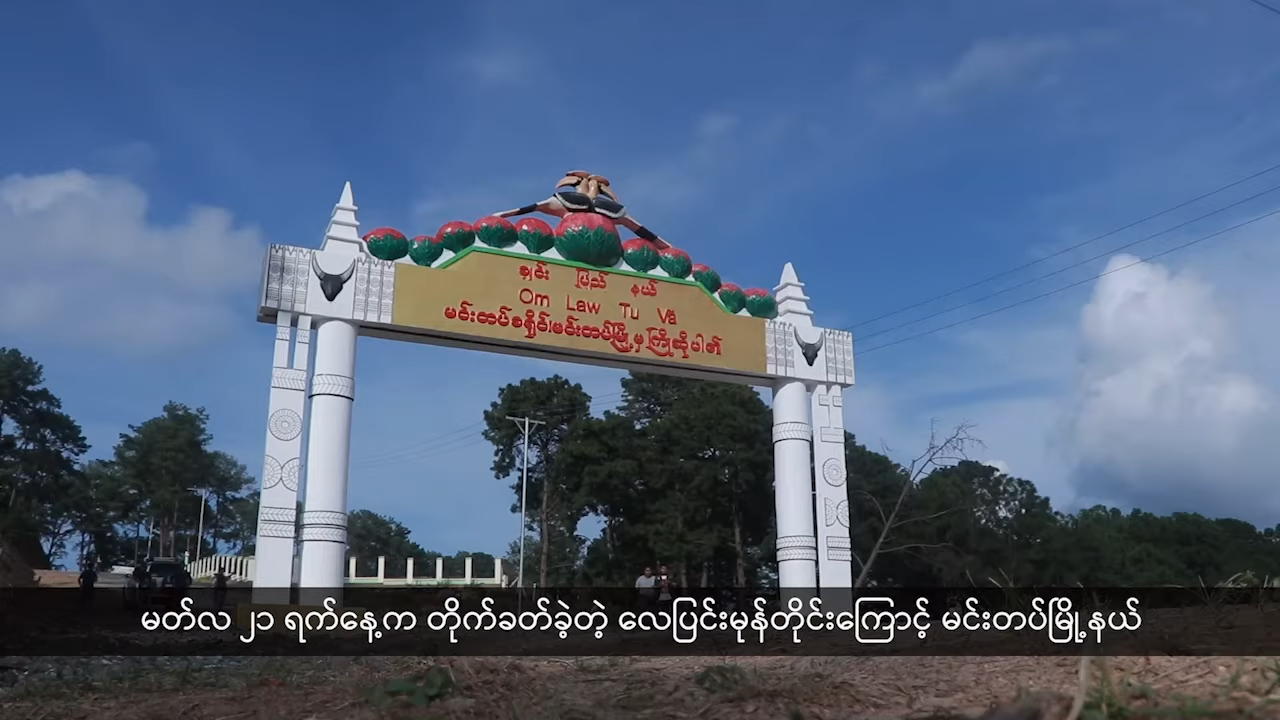 ချင်း ပြည် နယ်
Om Law Tu Vâ
မင်းတပ်ခရိုင်၊မင်းတပ်မြို့မှကြိုဆိုပါ၏
မတ်လ ၂၁ ရက်နေ့က တိုက်ခတ်ခဲ့တဲ့ လေပြင်းမုန်တိုင်းကြောင့် မင်းတပ်မြို့နယ်